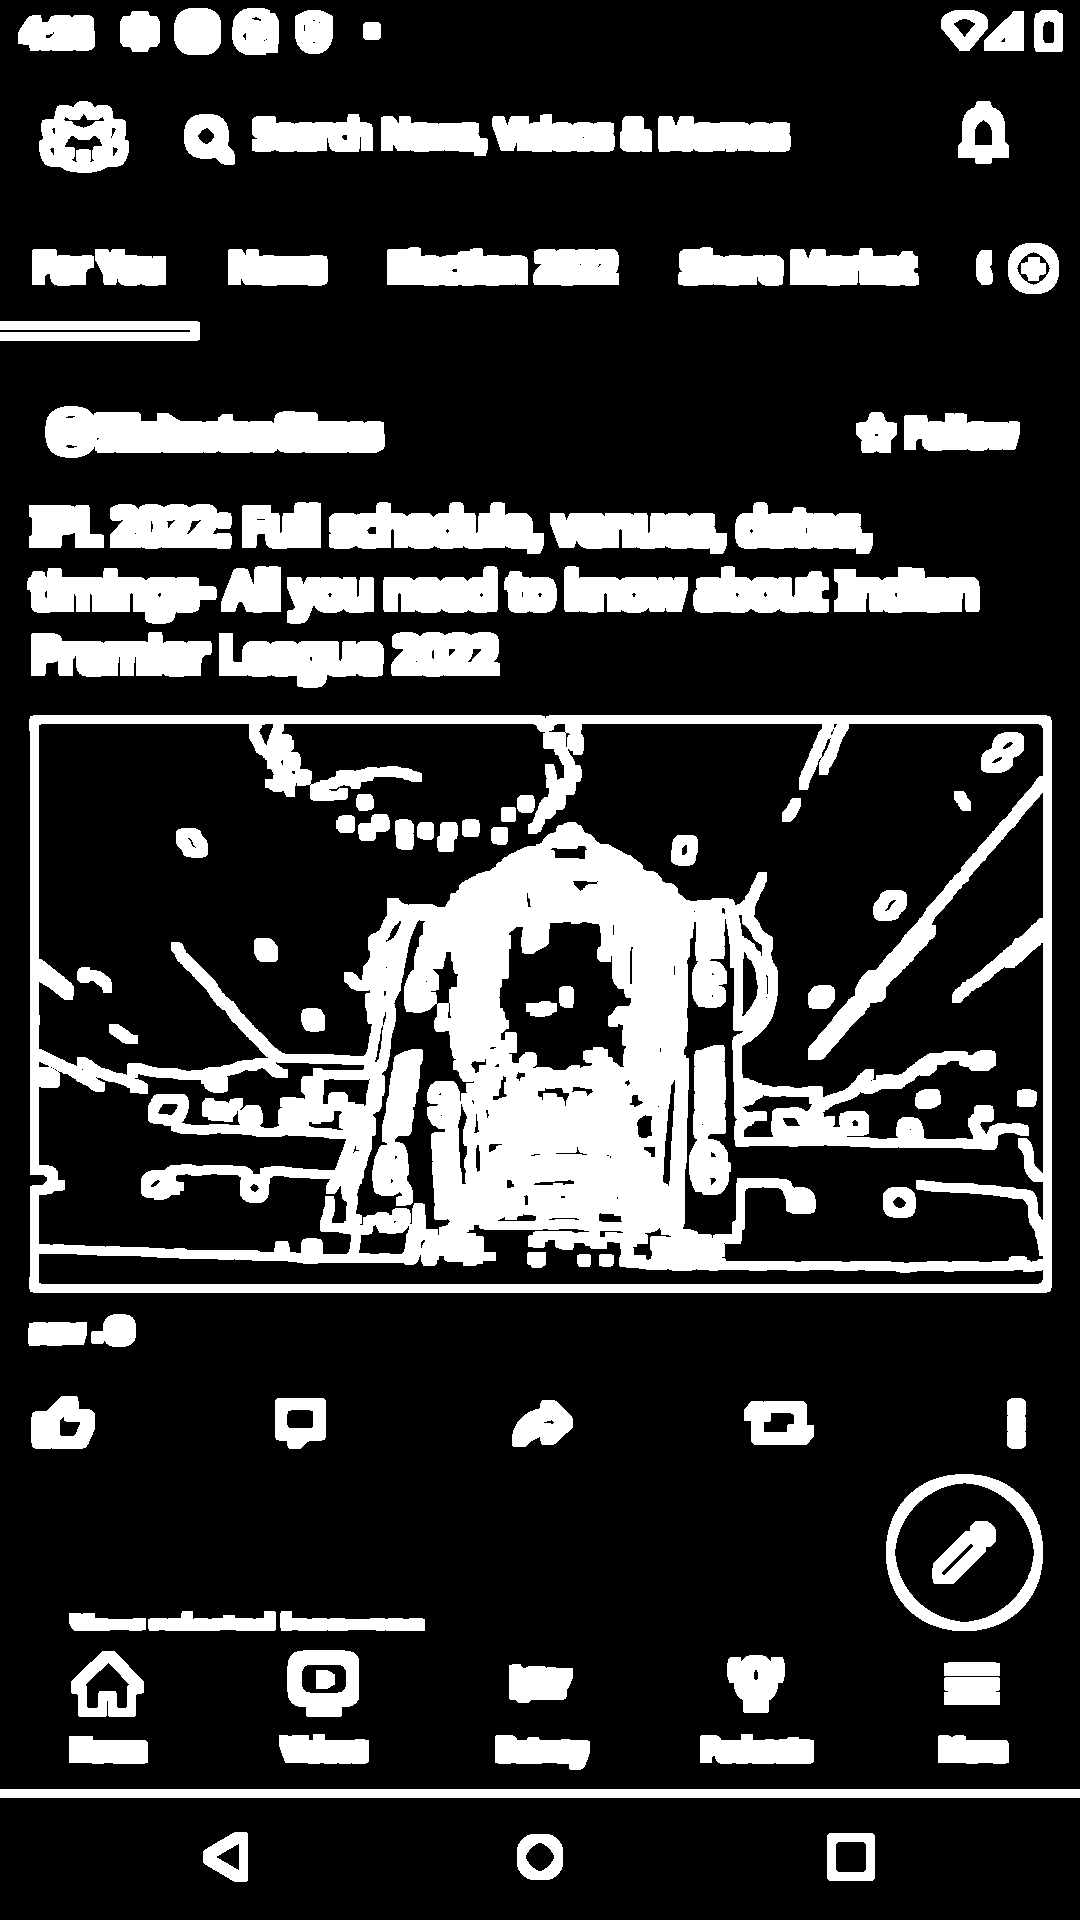 Search News, Videos & Memes
For You
News
Election 2022
Share Market
Follow
IPL 2022: Full schedule, venues, dates,
timings- All you need to know about Indian
Premier League 2022
Home
Videos
Podcasts
More